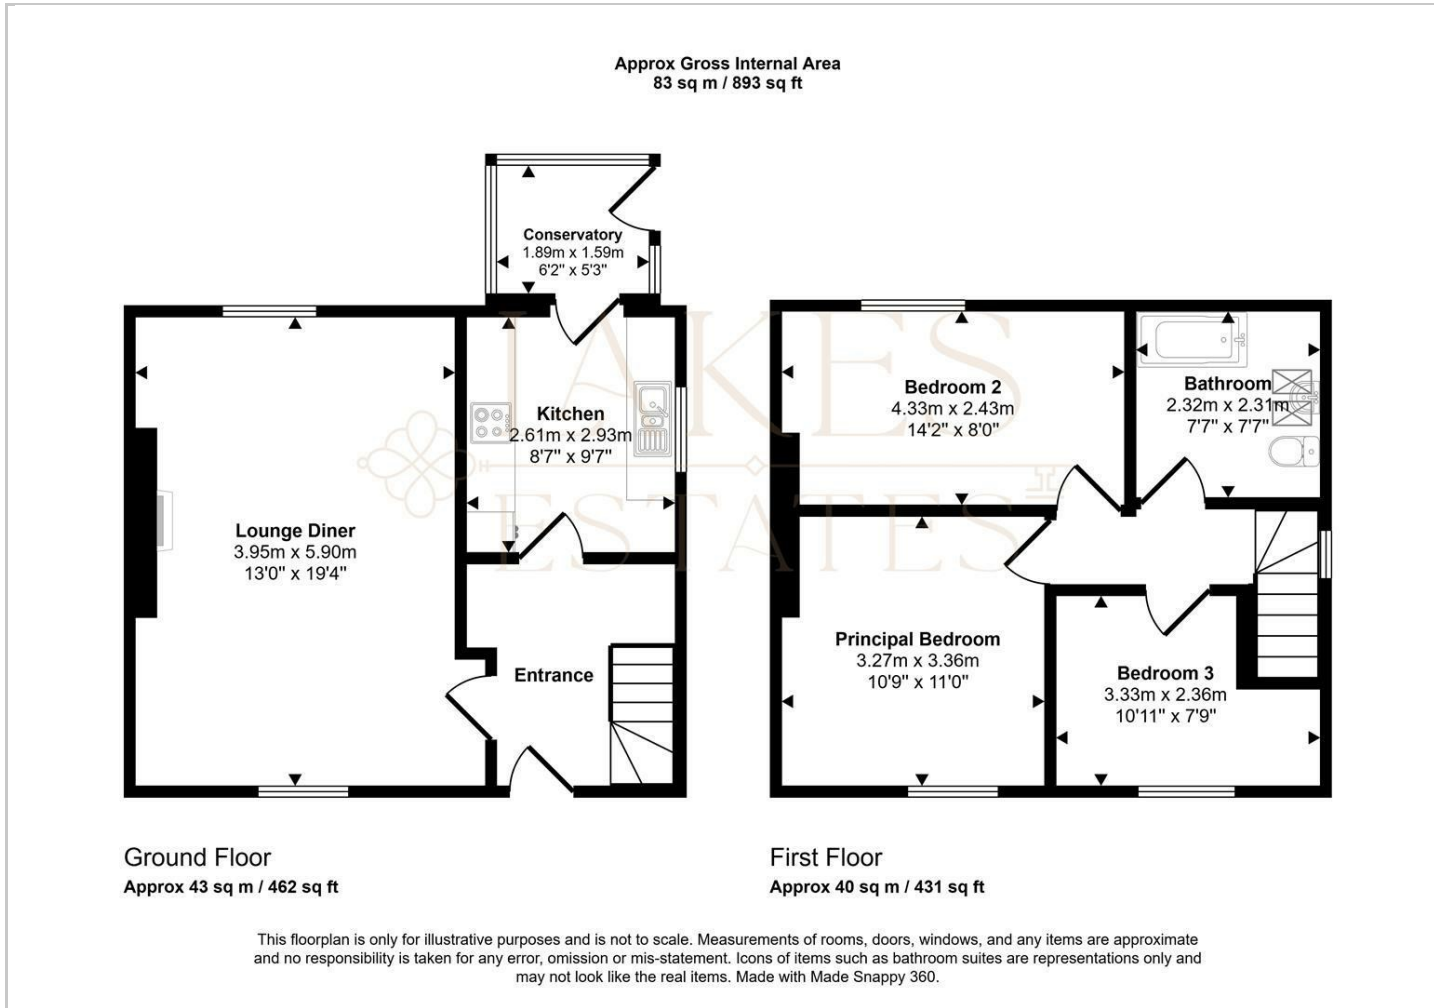 Approx Gross Internal Area
83 sq m / 893 sq ft
Conservatory
1.89m x 1.59m
6'2" x 5'3"
Kitchen
2.61m x 2.93m
8'7" x 9'7"
Lounge Diner
3.95m x 5.90m
13'0" x 19'4"
Entrance
Bedroom 2
4.33m x 2.43m
14'2" x 8'0"
Bathroom
2.32m x 2.31m
7'7" x 7'7"
Principal Bedroom
3.27m x 3.36m
10'9" x 11'0"
Bedroom 3
3.33m x 2.36m
10'11" x 7'9"
LAKES
ESTATES
Ground Floor
Approx 43 sq m / 462 sq ft
First Floor
Approx 40 sq m / 431 sq ft
This floorplan is only for illustrative purposes and is not to scale. Measurements of rooms, doors, windows, and any items are approximate
and no responsibility is taken for any error, omission or mis-statement. Icons of items such as bathroom suites are representations only and
may not look like the real items. Made with Made Snappy 360.